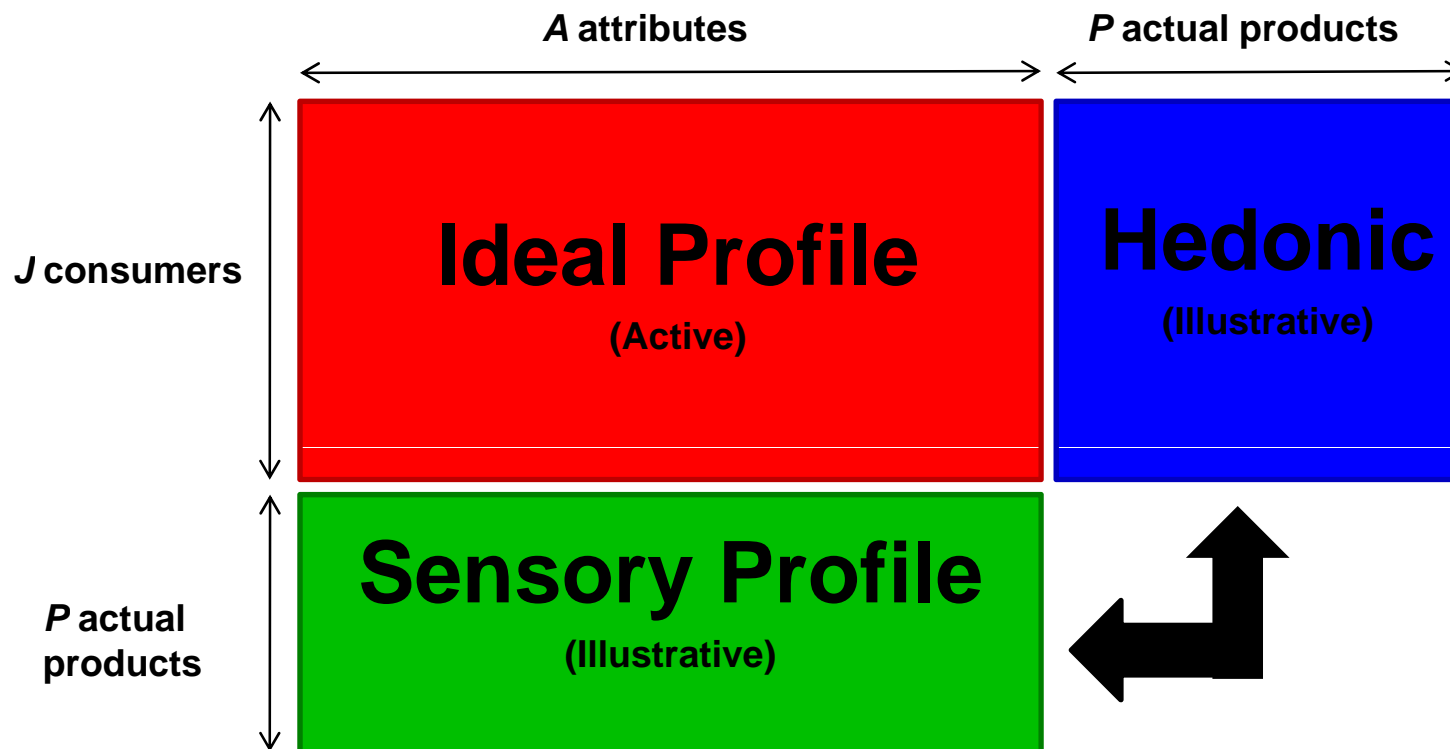 A attributes
P actual products
J consumers
Ideal Profile
(Active)
Hedonic
(Illustrative)
P actual
products
Sensory Profile
(Illustrative)